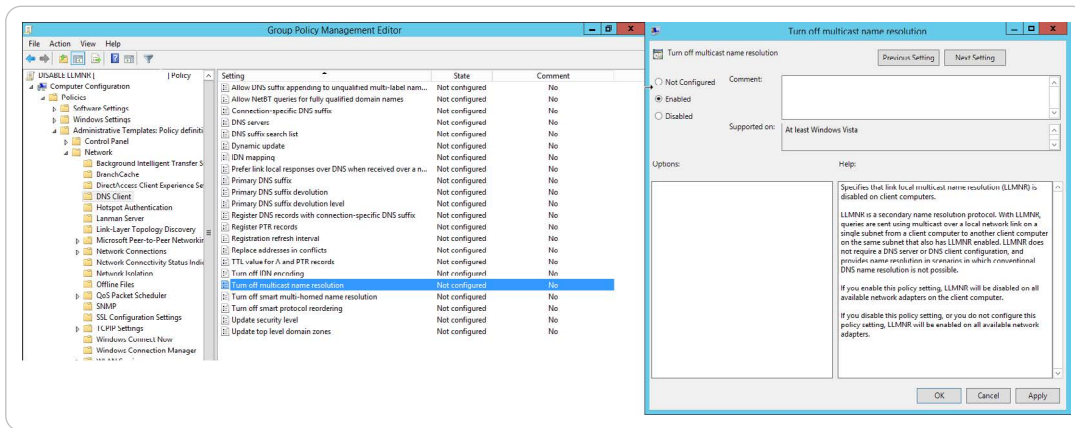 Group Policy Management Editor
File Action View Help
DISABLE LLMNR [ ] Policy
Computer Configuration
Policies
Software Settings
Windows Settings
Administrative Templates: Policy definiti
Control Panel
Network
Background Intelligent Transfer S
BranchCache
DirectAccess Client Experience Se
DNS Client
Hotspot Authentication
Lanman Server
Link-Layer Topology Discovery
Microsoft Peer-to-Peer Networkin
Network Connections
Network Connectivity Status Indic
Network Isolation
Offline Files
QoS Packet Scheduler
SNMP
SSL Configuration Settings
TCPIP Settings
Windows Connect Now
Windows Connection Manager
Setting State Comment
Allow DNS suffix appending to unqualified multi-label nam... Not configured No
Allow NetBT queries for fully qualified domain names Not configured No
Connection-specific DNS suffix Not configured No
DNS servers Not configured No
DNS suffix search list Not configured No
Dynamic update Not configured No
IDN mapping Not configured No
Prefer link local responses over DNS when received over a n... Not configured No
Primary DNS suffix Not configured No
Primary DNS suffix devolution Not configured No
Primary DNS suffix devolution level Not configured No
Register DNS records with connection-specific DNS suffix Not configured No
Register PTR records Not configured No
Registration refresh interval Not configured No
Replace addresses in conflicts Not configured No
TTL value for A and PTR records Not configured No
Turn off IDN encoding Not configured No
Turn off multicast name resolution Not configured No
Turn off smart multi-homed name resolution Not configured No
Turn off smart protocol reordering Not configured No
Update security level Not configured No
Update top level domain zones Not configured No
Turn off multicast name resolution
Turn off multicast name resolution
Previous Setting Next Setting
Not Configured Comment:
Enabled
Disabled
Supported on: At least Windows Vista
Options: Help:
Specifies that link local multicast name resolution (LLMNR) is
disabled on client computers.
LLMNR is a secondary name resolution protocol. With LLMNR,
queries are sent using multicast over a local network link on a
single subnet from a client computer to another client computer
on the same subnet that also has LLMNR enabled. LLMNR does
not require a DNS server or DNS client configuration, and
provides name resolution in scenarios in which conventional
DNS name resolution is not possible.
If you enable this policy setting, LLMNR will be disabled on all
available network adapters on the client computer.
If you disable this policy setting, or you do not configure this
policy setting, LLMNR will be enabled on all available network
adapters.
OK Cancel Apply